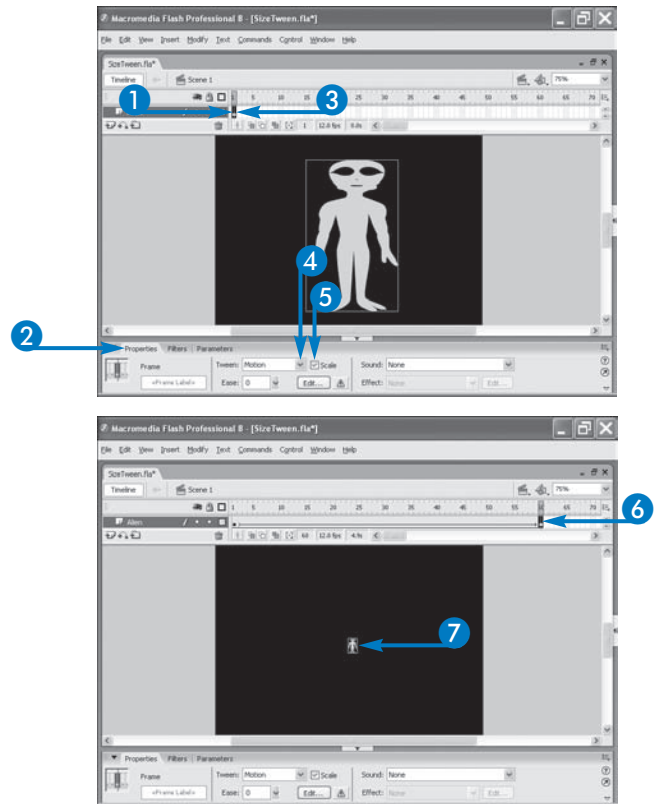 Macromedia Flash Professional 8 - [SizeTween.fla*]
File Edit View Insert Modify Text Commands Control Window Help
SizeTween.fla*
Timeline Scene 1 75%
1 3
5 10 15 25 30 35 40 45 50 55 60 65 70
1 12.0 fps 0.0s
4
5
2
Properties Filters Parameters
Frame Tween: Motion Scale Sound: None
<Frame Label> Ease: 0 Edit... Effect: None Edit...
Macromedia Flash Professional 8 - [SizeTween.fla*]
File Edit View Insert Modify Text Commands Control Window Help
SizeTween.fla*
Timeline Scene 1 75%
1 5 10 15 20 25 30 35 40 45 50 55 65 70
Alien 6
60 12.0 fps 4.9s
7
Properties Filters Parameters
Frame Tween: Motion Scale Sound: None
<Frame Label> Ease: 0 Edit... Effect: None Edit...